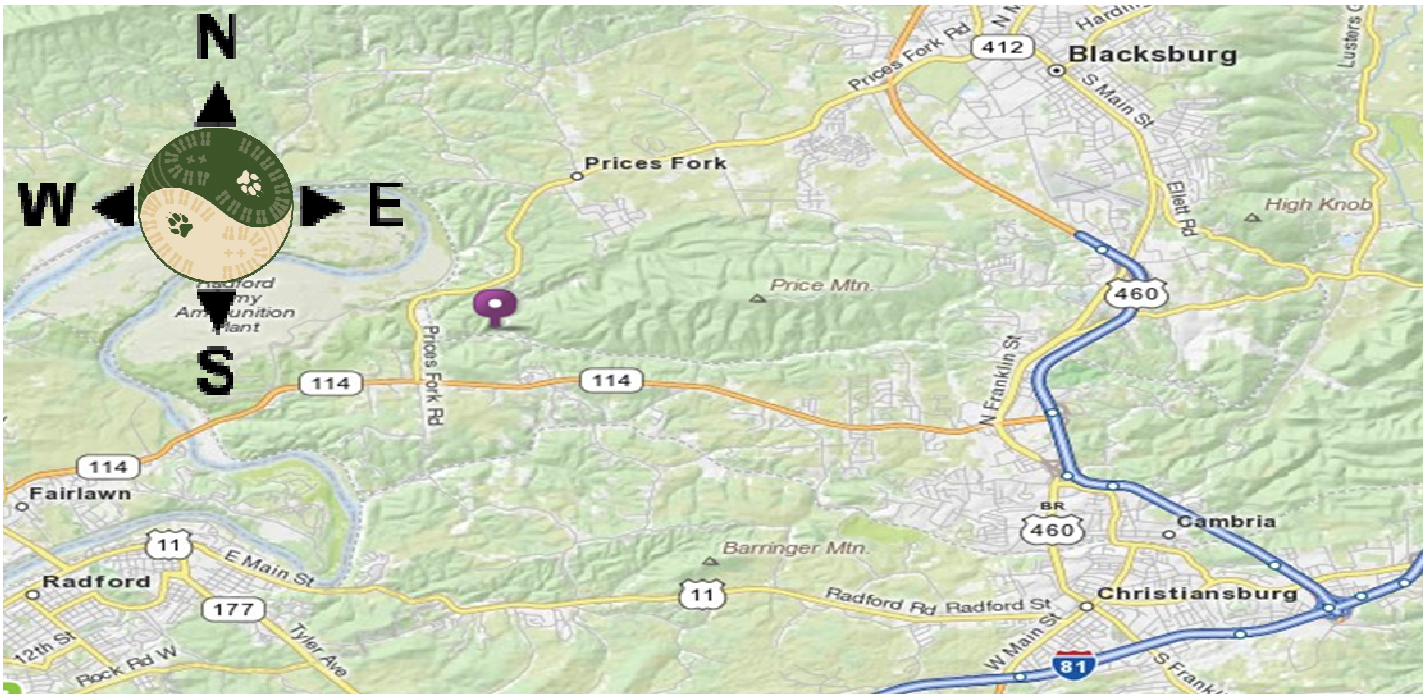 N
W
E
S
Prices Fork Rd
412
Blacksburg
Hardin
S Main St
Prices Fork
Ellett Rd
High Knob
460
Price Mtn.
Radford
Ammunition
Plant
Prices Fork Rd
114
114
N Franklin St
114
Fairlawn
BR
460
Cambria
11
E Main St
Barringer Mtn.
Radford
177
11
Radford Rd
Radford St
Christiansburg
12th St
Rock Rd W
Tyler Ave
W Main St
81
S Frankl